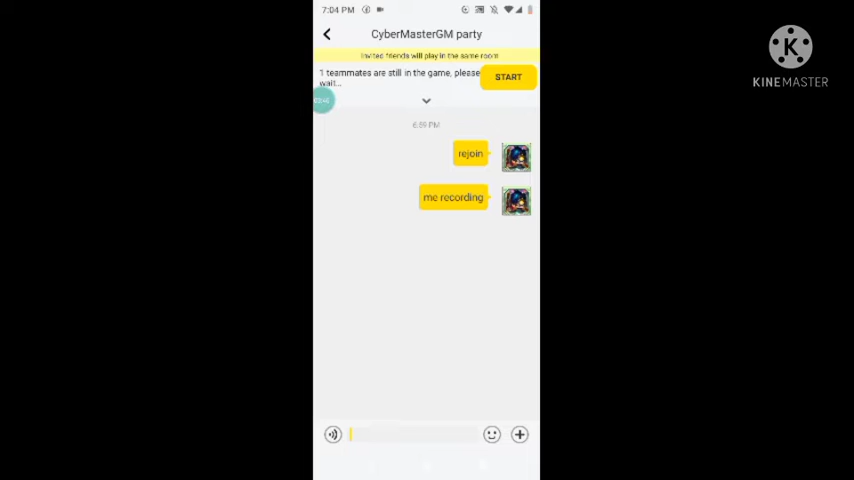 7:04 PM
CyberMasterGM party
Invited friends will play in the same room
1 teammates are still in the game, please
wait...
START
6:59 PM
rejoin
me recording
K
KINEMASTER